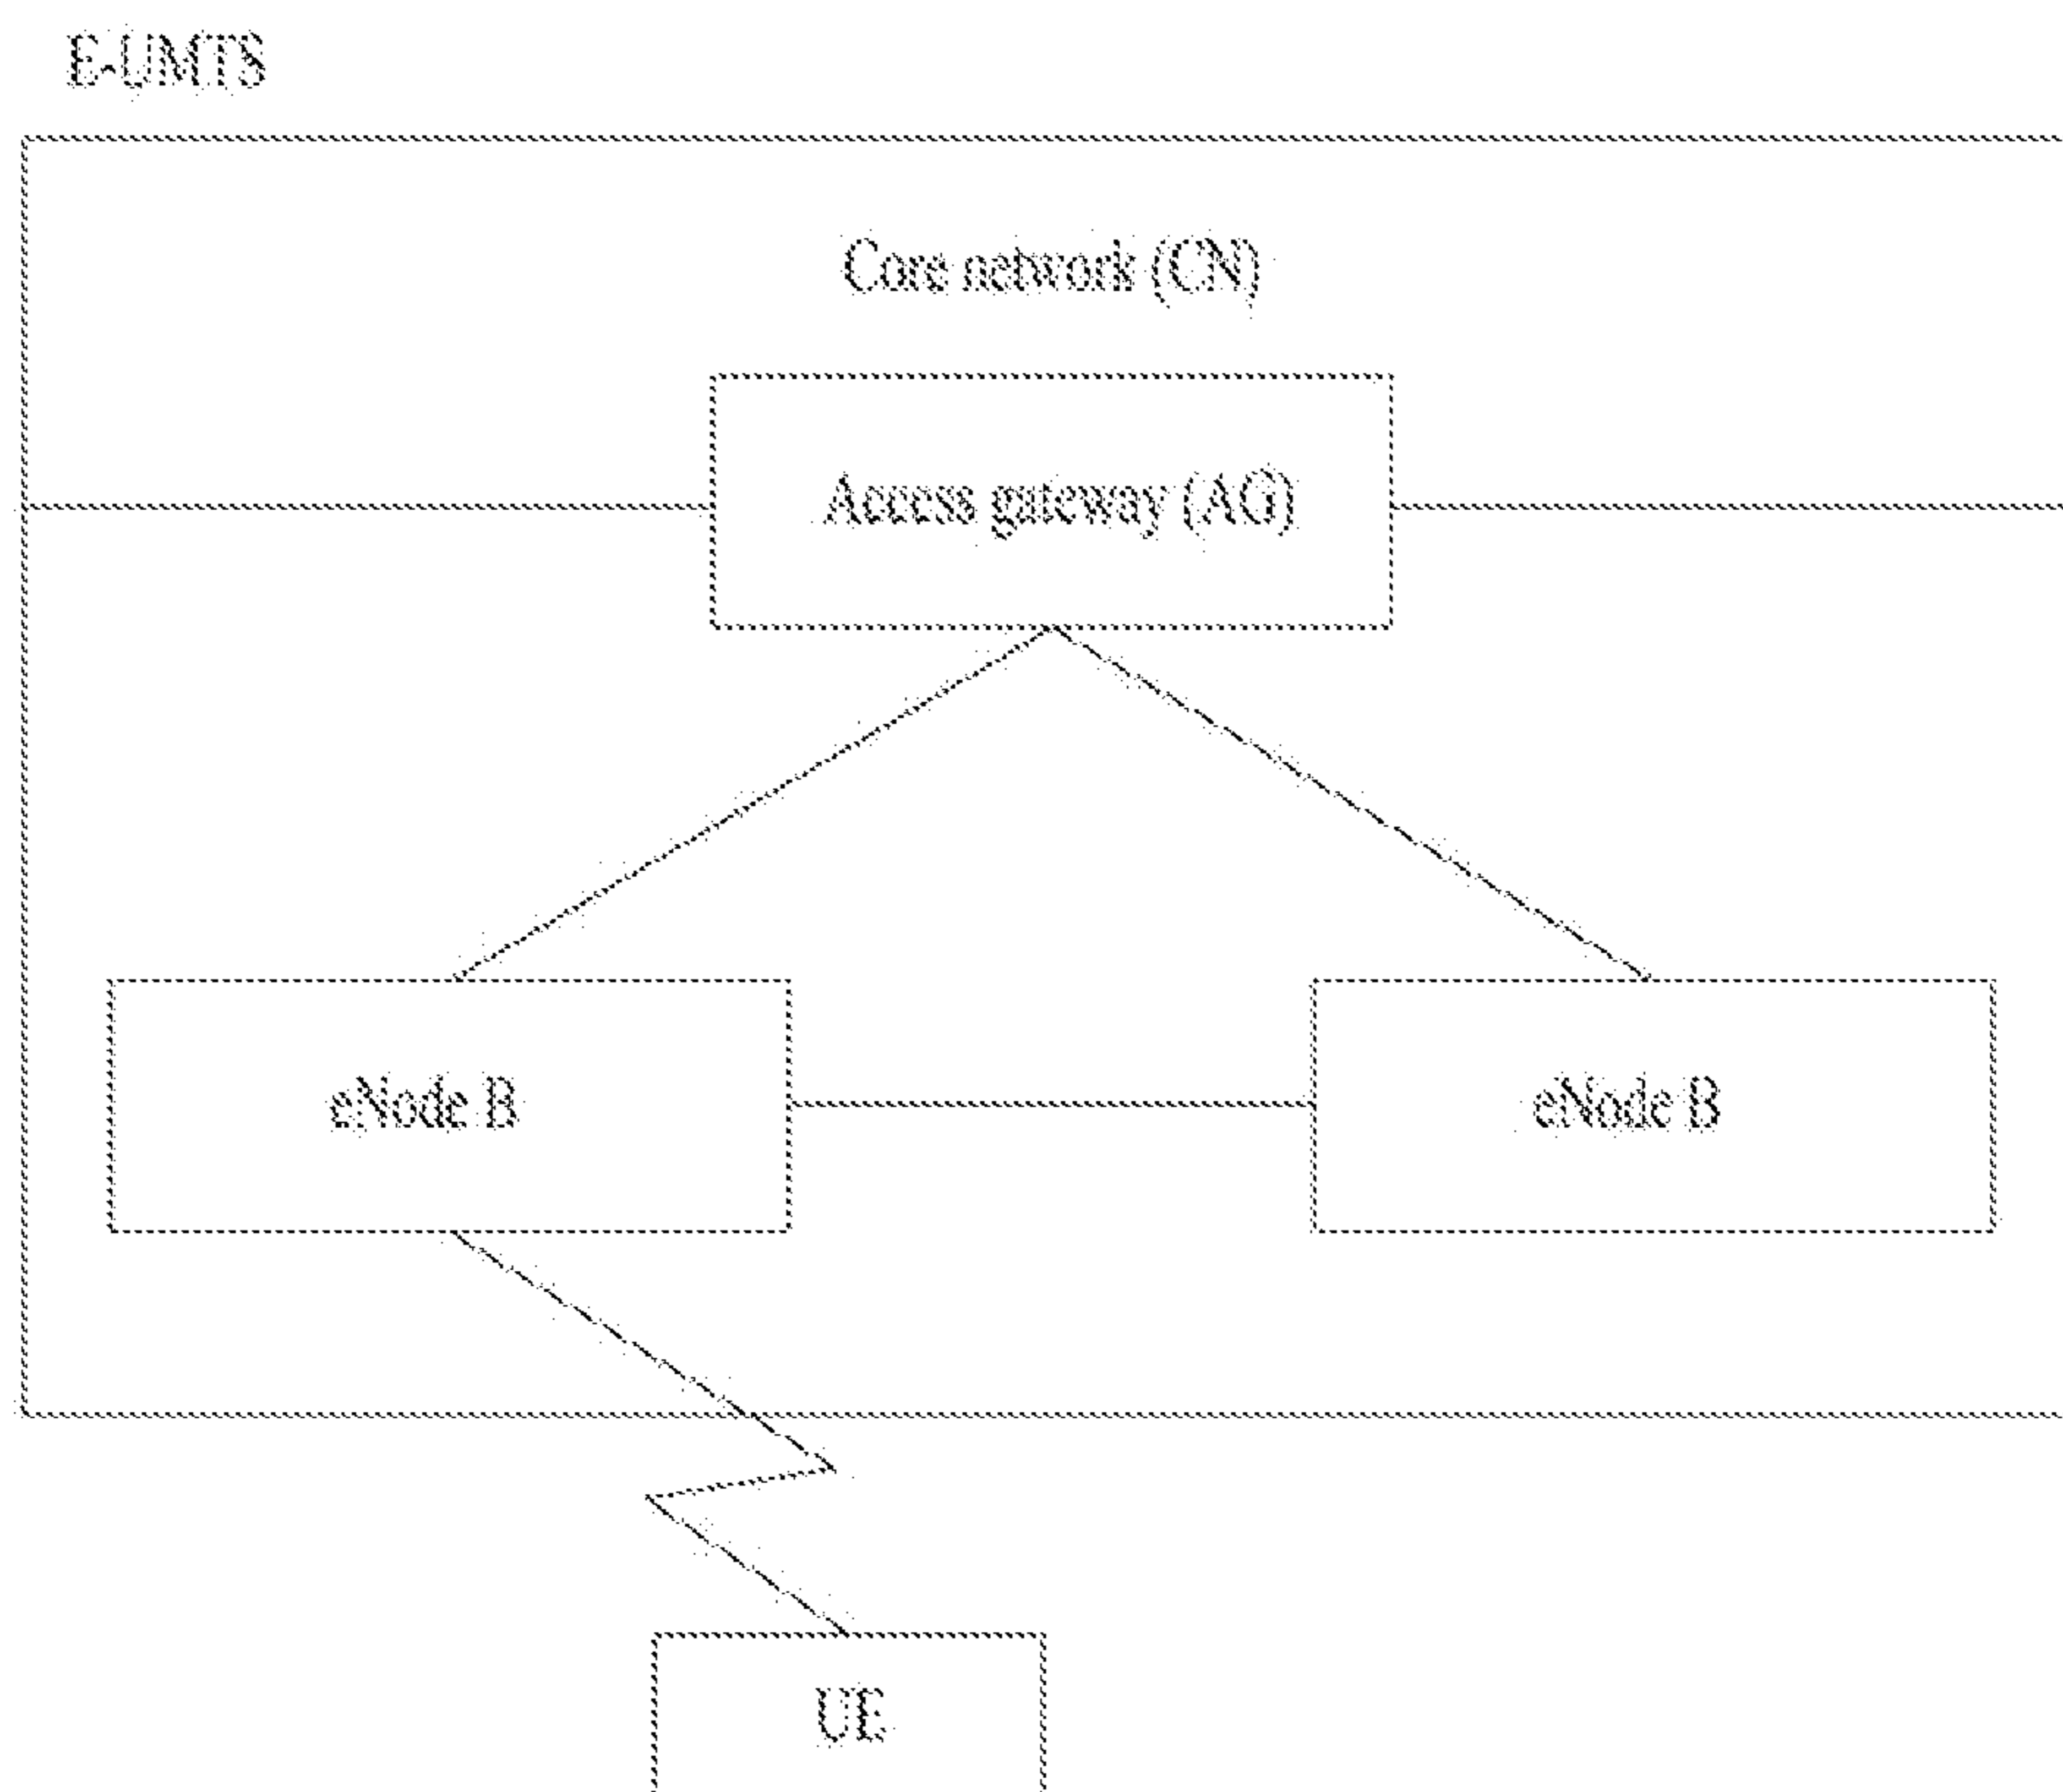 E-UMTS
Core network (CN)
Access gateway (AG)
eNode B
eNode B
UE